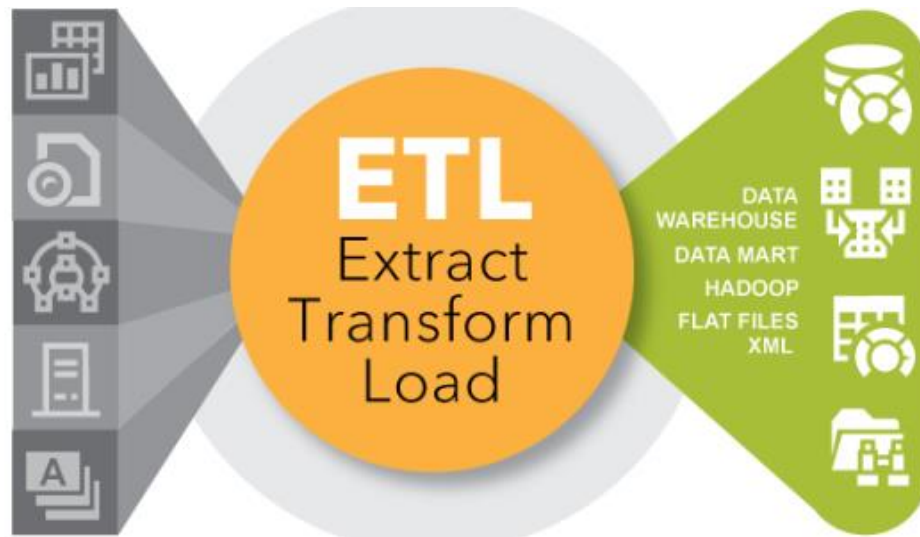 ETL
Extract
Transform
Load
DATA
WAREHOUSE
DATA MART
HADOOP
FLAT FILES
XML
A